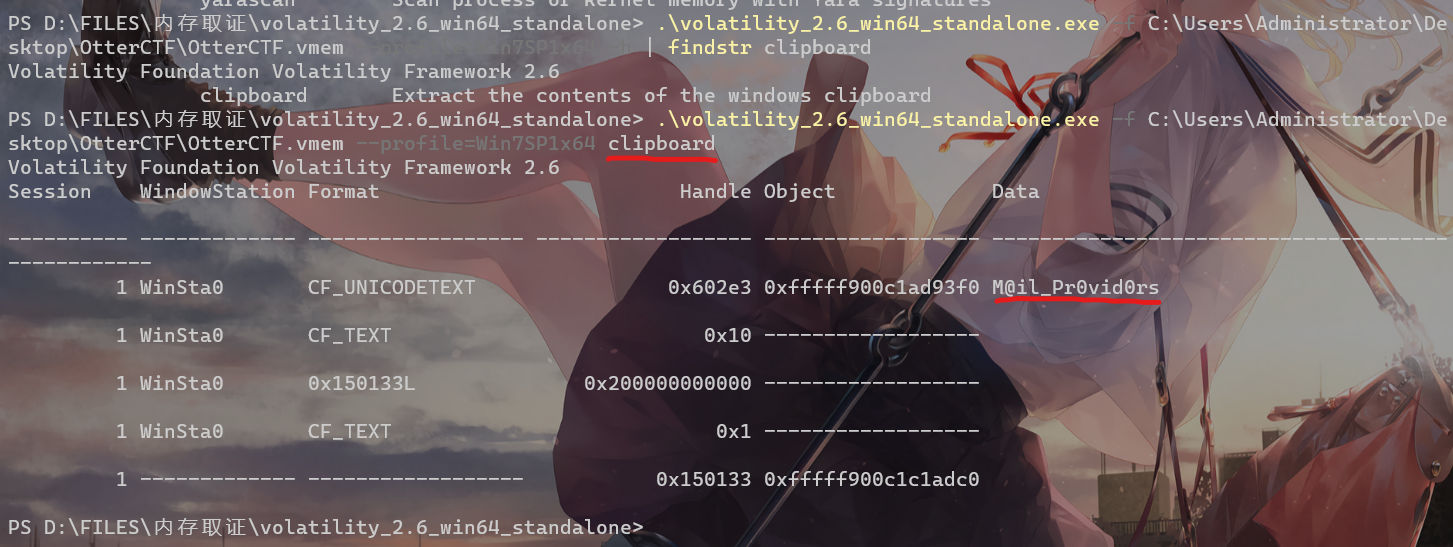 yarascan        Scan process or Kernel memory with Yara signatures
PS D:\FILES\内存取证\volatility_2.6_win64_standalone> .\volatility_2.6_win64_standalone.exe -f C:\Users\Administrator\De
sktop\OtterCTF\OtterCTF.vmem --profile=Win7SP1x64 -h | findstr clipboard
Volatility Foundation Volatility Framework 2.6
clipboard       Extract the contents of the windows clipboard
PS D:\FILES\内存取证\volatility_2.6_win64_standalone> .\volatility_2.6_win64_standalone.exe -f C:\Users\Administrator\De
sktop\OtterCTF\OtterCTF.vmem --profile=Win7SP1x64 clipboard
Volatility Foundation Volatility Framework 2.6
Session    WindowStation Format                         Handle Object             Data
---------- ------------- ------------------ ------------------ ------------------ --------------------------------------
------------
1 WinSta0       CF_UNICODETEXT                0x602e3 0xfffff900c1ad93f0 M@il_Pr0vid0rs
1 WinSta0       CF_TEXT                          0x10 ------------------
1 WinSta0       0x150133L              0x200000000000 ------------------
1 WinSta0       CF_TEXT                           0x1 ------------------
1 ------------- ------------------           0x150133 0xfffff900c1c1adc0
PS D:\FILES\内存取证\volatility_2.6_win64_standalone>